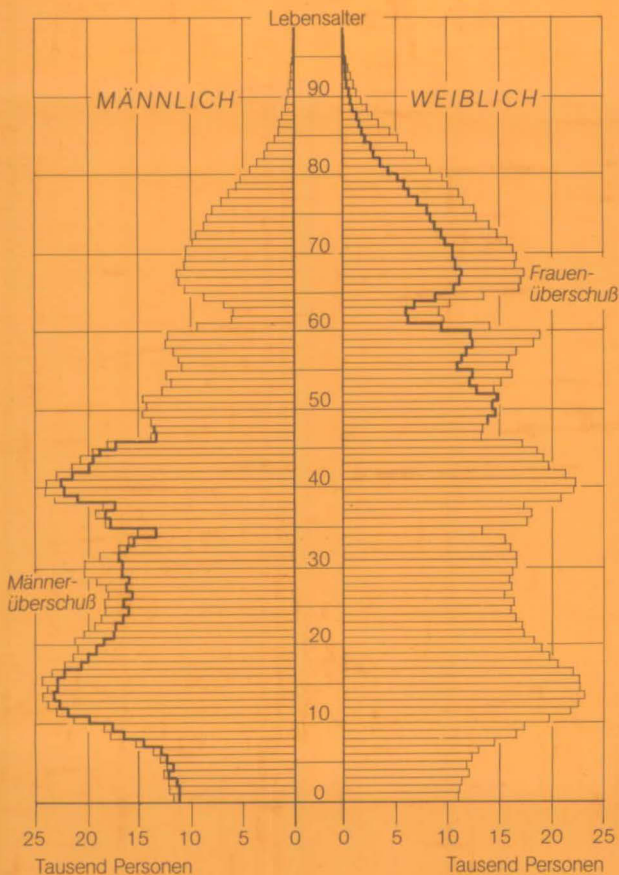 Lebensalter
MÄNNLICH
WEIBLICH
90
80
70
Frauen-
überschuß
60
50
40
30
Männer-
überschuß
20
10
0
25 20 15 10 5 0
0 5 10 15 20 25
Tausend Personen
Tausend Personen